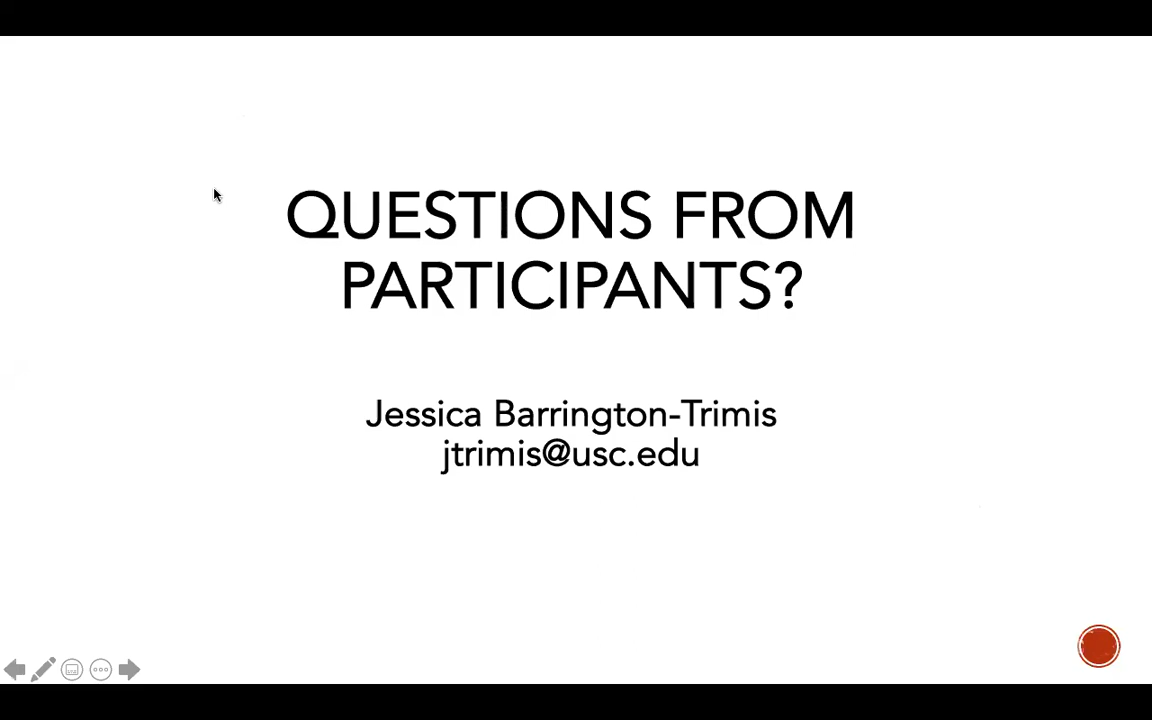 QUESTIONS FROM
PARTICIPANTS?
Jessica Barrington-Trimis
jtrimis@usc.edu